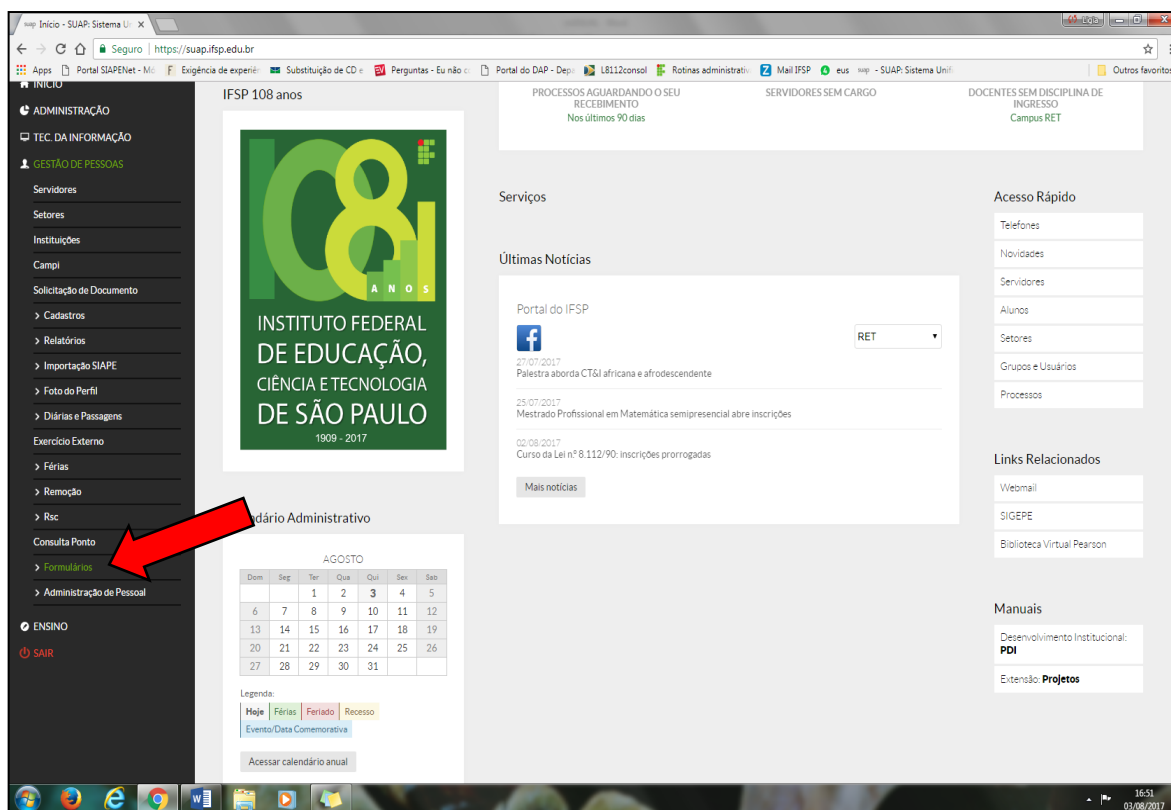 suap Início - SUAP: Sistema Un
Loja
Seguro | https://suap.ifsp.edu.br
Apps
Portal SIAPENet - Mó
Exigência de experiên
Substituição de CD e
Perguntas - Eu não c
Portal do DAP - Dep
L8112consol
Rotinas administrativ
Mail IFSP
eus
suap - SUAP: Sistema Unifi
Outros favoritos
INÍCIO
ADMINISTRAÇÃO
TEC. DA INFORMAÇÃO
GESTÃO DE PESSOAS
Servidores
Setores
Instituições
Campi
Solicitação de Documento
> Cadastros
> Relatórios
> Importação SIAPE
> Foto do Perfil
> Diárias e Passagens
Exercício Externo
> Férias
> Remoção
> Rsc
Consulta Ponto
> Formulários
> Administração de Pessoal
ENSINO
SAIR
IFSP 108 anos
108
ANOS
INSTITUTO FEDERAL
DE EDUCAÇÃO,
CIÊNCIA E TECNOLOGIA
DE SÃO PAULO
1909 - 2017
ndário Administrativo
AGOSTO
Dom Seg Ter Qua Qui Sex Sab
1 2 3 4 5
6 7 8 9 10 11 12
13 14 15 16 17 18 19
20 21 22 23 24 25 26
27 28 29 30 31
Legenda:
Hoje Férias Feriado Recesso
Evento/Data Comemorativa
Acessar calendário anual
PROCESSOS AGUARDANDO O SEU
RECEBIMENTO
Nos últimos 90 dias
SERVIDORES SEM CARGO
DOCENTES SEM DISCIPLINA DE
INGRESSO
Campus RET
Serviços
Últimas Notícias
Portal do IFSP
RET
27/07/2017
Palestra aborda CT&I africana e afrodescendente
25/07/2017
Mestrado Profissional em Matemática semipresencial abre inscrições
02/08/2017
Curso da Lei n.º 8.112/90: inscrições prorrogadas
Mais notícias
Acesso Rápido
Telefones
Novidades
Servidores
Alunos
Setores
Grupos e Usuários
Processos
Links Relacionados
Webmail
SIGEPE
Biblioteca Virtual Pearson
Manuais
Desenvolvimento Institucional:
PDI
Extensão: Projetos
16:51
03/08/2017